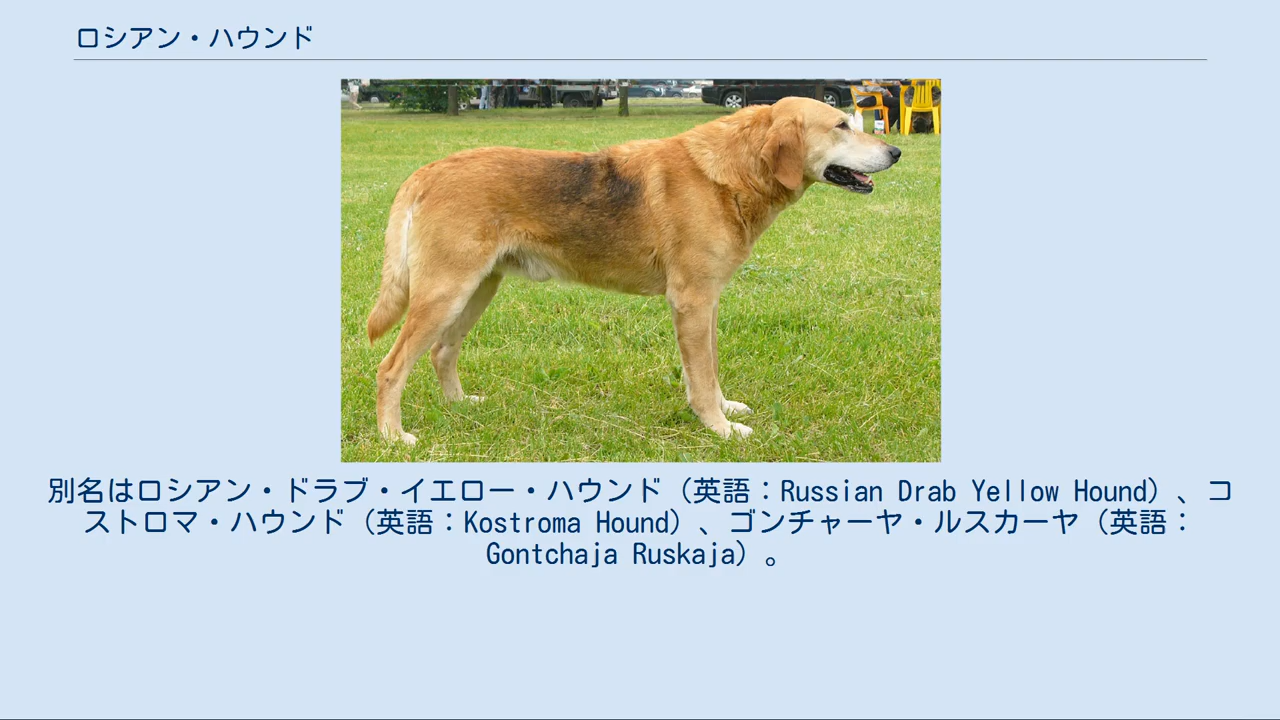 ロシアン・ハウンド
別名はロシアン・ドラブ・イエロー・ハウンド（英語：Russian Drab Yellow Hound）、コ
ストロマ・ハウンド（英語：Kostroma Hound）、ゴンチャーヤ・ルスカーヤ（英語：
Gontchaja Ruskaja）。